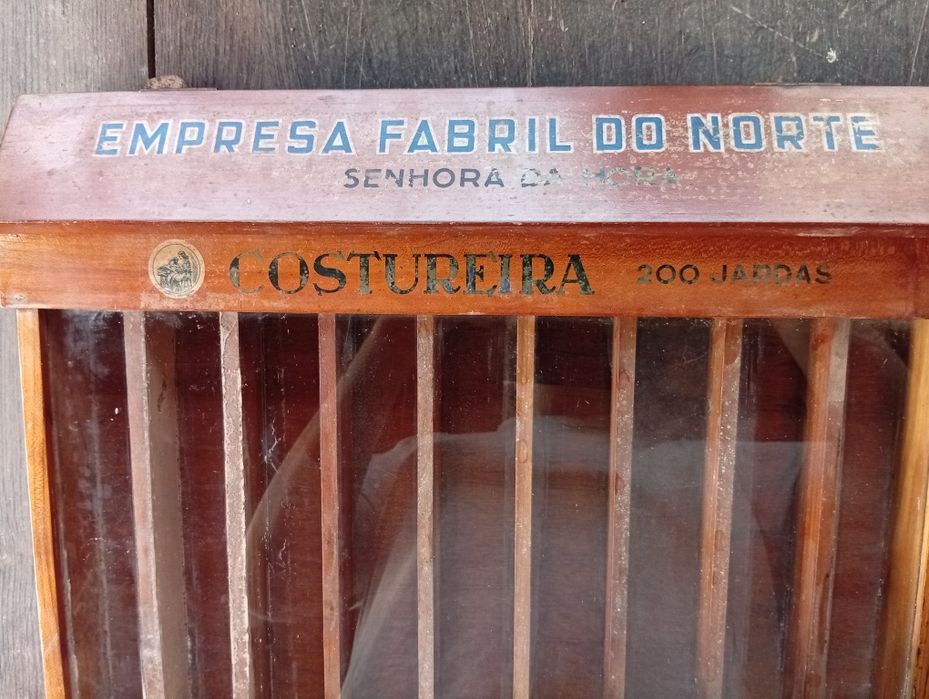 EMPRESA FABRIL DO NORTE
SENHORA DA HORA
COSTUREIRA 200 JARDAS